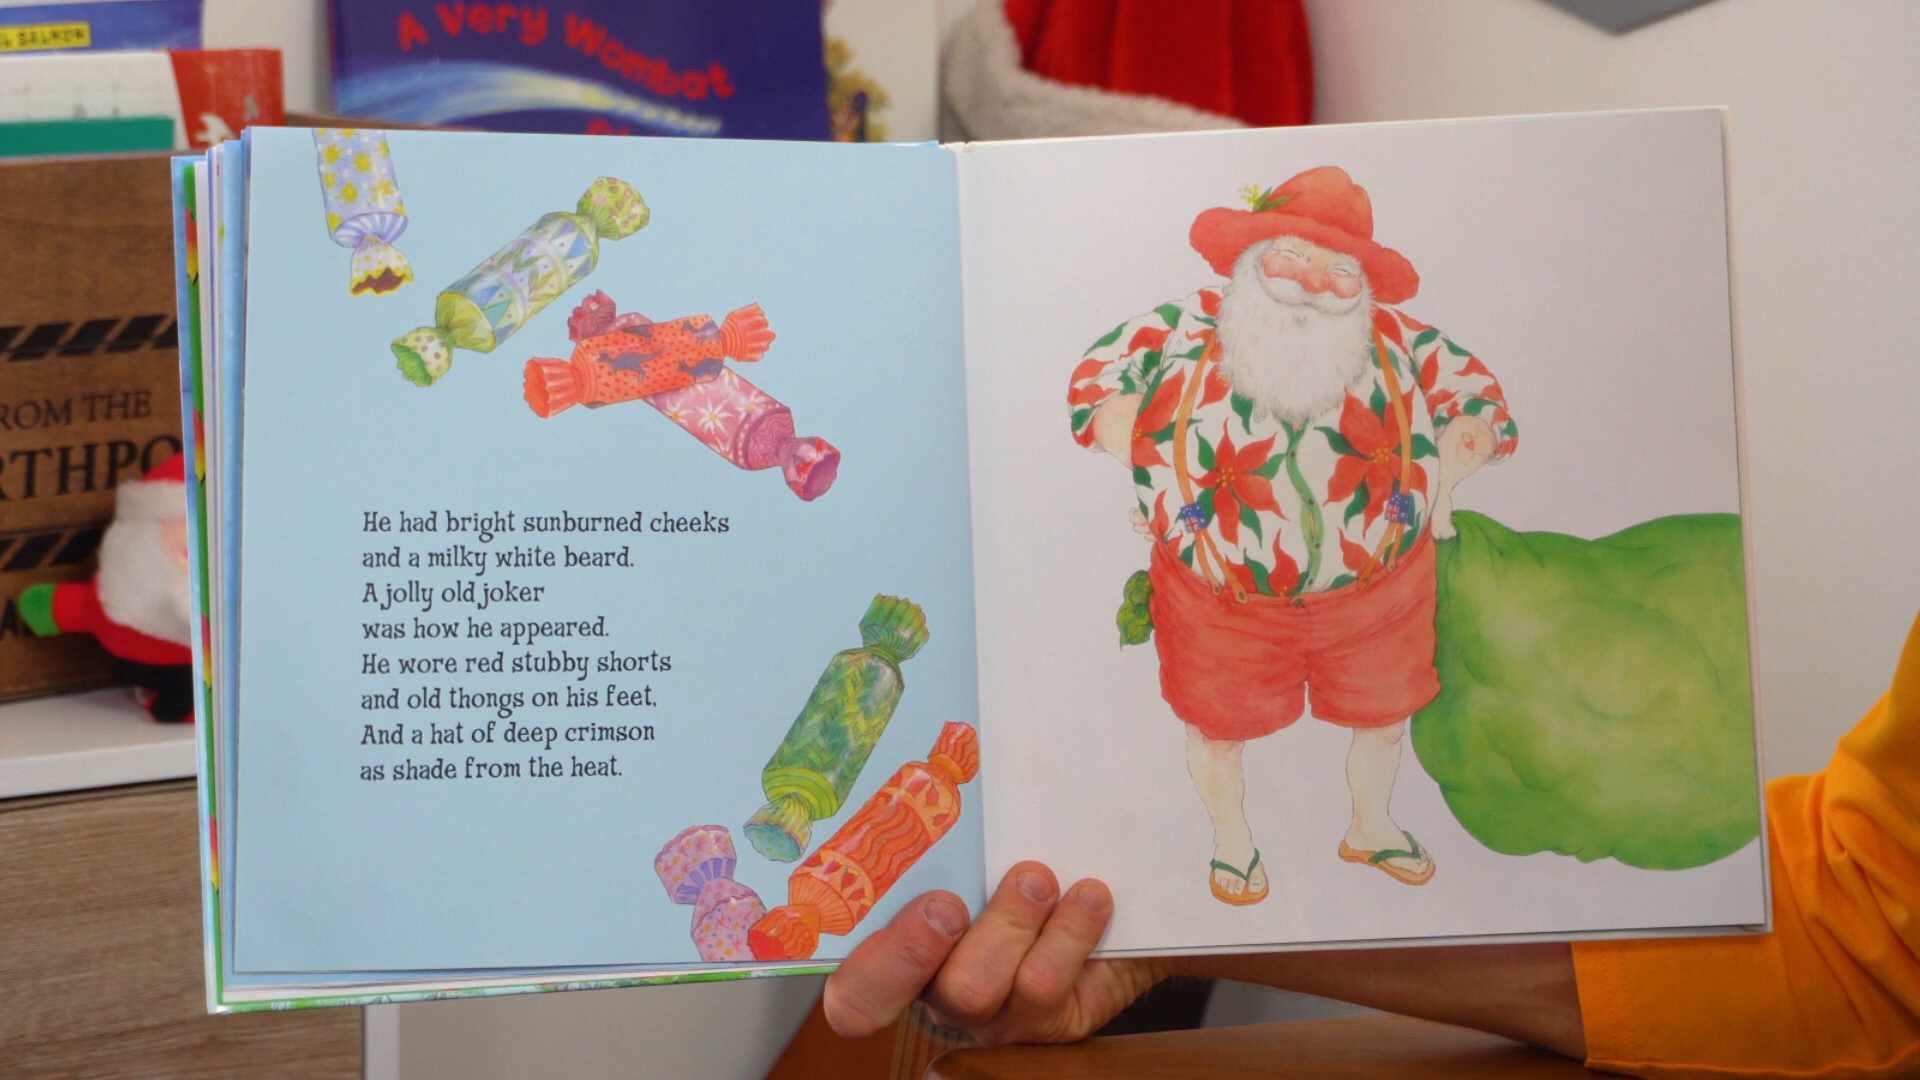 A Very Wombat
He had bright sunburned cheeks
and a milky white beard.
A jolly old joker
was how he appeared.
He wore red stubby shorts
and old thongs on his feet,
And a hat of deep crimson
as shade from the heat.
ROM THE
RTHPO